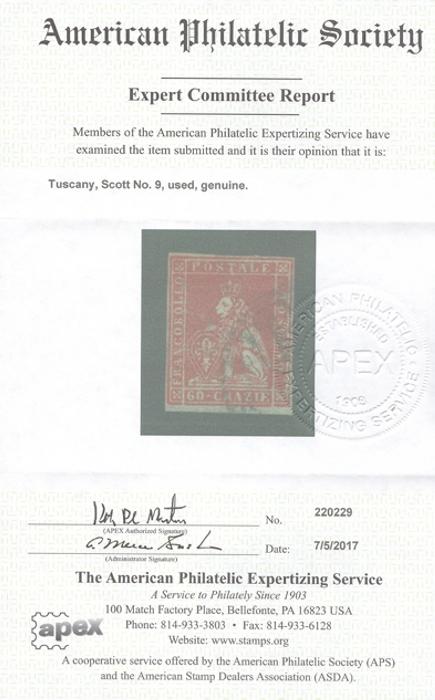 American Philatelic Society
Expert Committee Report
Members of the American Philatelic Expertizing Service have
examined the item submitted and it is their opinion that it is:
Tuscany, Scott No. 9, used, genuine.
POSTALE
FRANCOBOLLO
60·CRAZIE
AMERICAN PHILATELIC
ESTABLISHED
APEX
1903
EXPERTIZING SERVICE
(APEX Authorized Signature)
No. 220229
(Administrator Signature)
Date: 7/5/2017
The American Philatelic Expertizing Service
A Service to Philately Since 1903
100 Match Factory Place, Bellefonte, PA 16823 USA
Phone: 814-933-3803 • Fax: 814-933-6128
Website: www.stamps.org
apex
A cooperative service offered by the American Philatelic Society (APS)
and the American Stamp Dealers Association (ASDA).